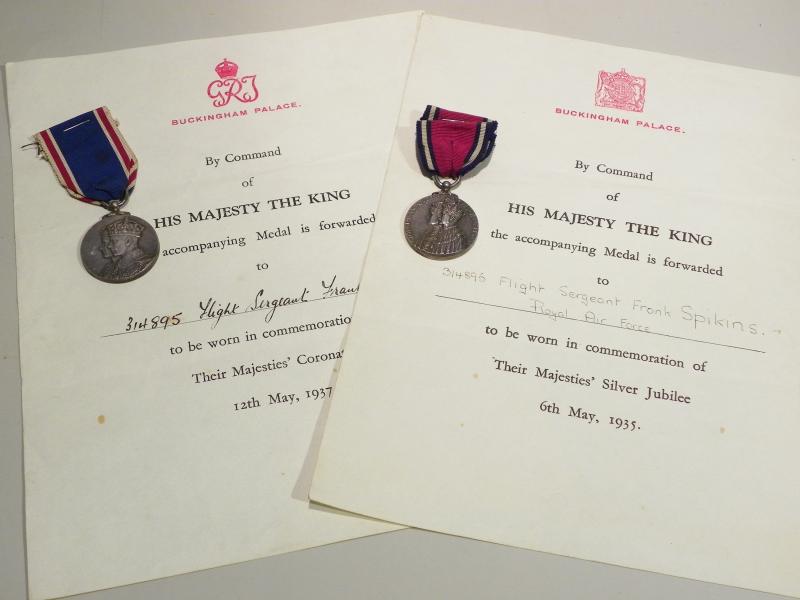 GRI
BUCKINGHAM PALACE.
By Command
of
HIS MAJESTY THE KING
accompanying Medal is forwarded
to
314895 Flight Sergeant Fran
to be worn in commemoration
Their Majesties' Corona
12th May, 1937
BUCKINGHAM PALACE.
By Command
of
HIS MAJESTY THE KING
the accompanying Medal is forwarded
to
314895 Flight Sergeant Frank Spikins.
Royal Air Force
to be worn in commemoration of
Their Majesties' Silver Jubilee
6th May, 1935.